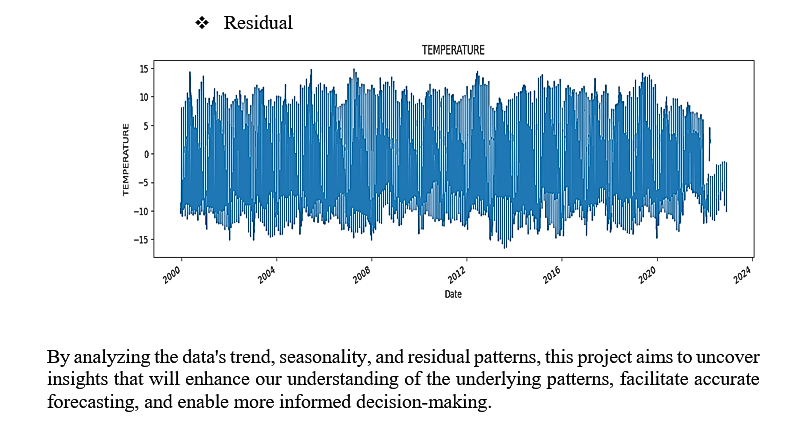 ❖ Residual
TEMPERATURE
15
10
5
0
−5
−10
−15
TEMPERATURE
2000
2004
2008
2012
2016
2020
2024
Date
By analyzing the data's trend, seasonality, and residual patterns, this project aims to uncover
insights that will enhance our understanding of the underlying patterns, facilitate accurate
forecasting, and enable more informed decision-making.